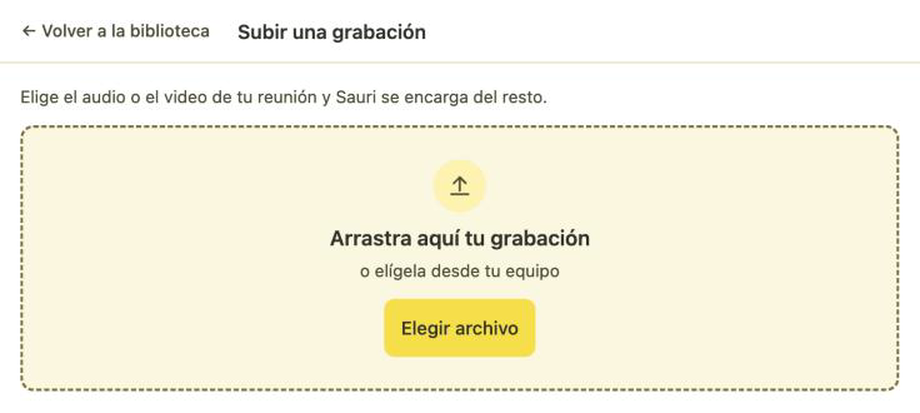 ← Volver a la biblioteca Subir una grabación
Elige el audio o el video de tu reunión y Sauri se encarga del resto.
Arrastra aquí tu grabación
o elígela desde tu equipo
Elegir archivo